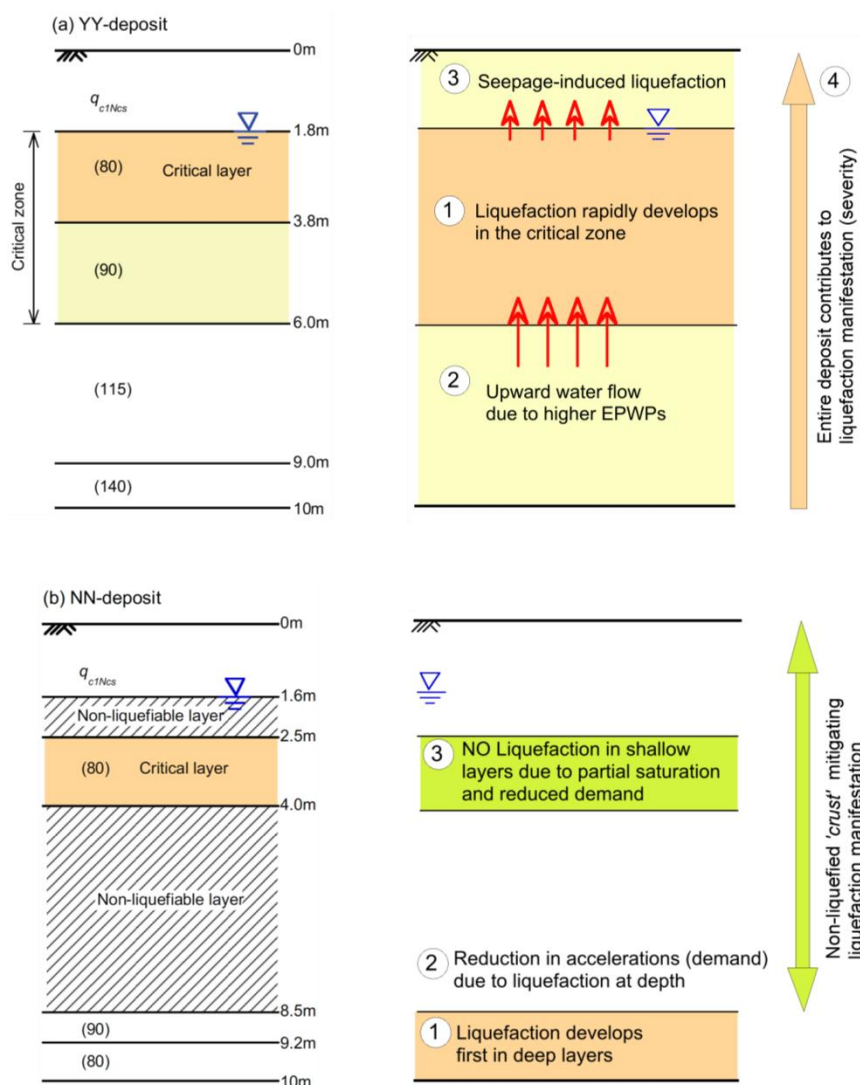 (a) YY-deposit
0m
qc1Ncs
1.8m
(80)
Critical layer
3.8m
Critical zone
(90)
6.0m
(115)
9.0m
(140)
10m
3
Seepage-induced liquefaction
1
Liquefaction rapidly develops
in the critical zone
2
Upward water flow
due to higher EPWPs
4
Entire deposit contributes to
liquefaction manifestation (severity)
(b) NN-deposit
0m
qc1Ncs
1.6m
Non-liquefiable layer
2.5m
(80)
Critical layer
4.0m
Non-liquefiable layer
8.5m
(90)
9.2m
(80)
10m
3
NO Liquefaction in shallow
layers due to partial saturation
and reduced demand
2
Reduction in accelerations (demand)
due to liquefaction at depth
1
Liquefaction develops
first in deep layers
Non-liquefied 'crust' mitigating
liquefaction manifestation